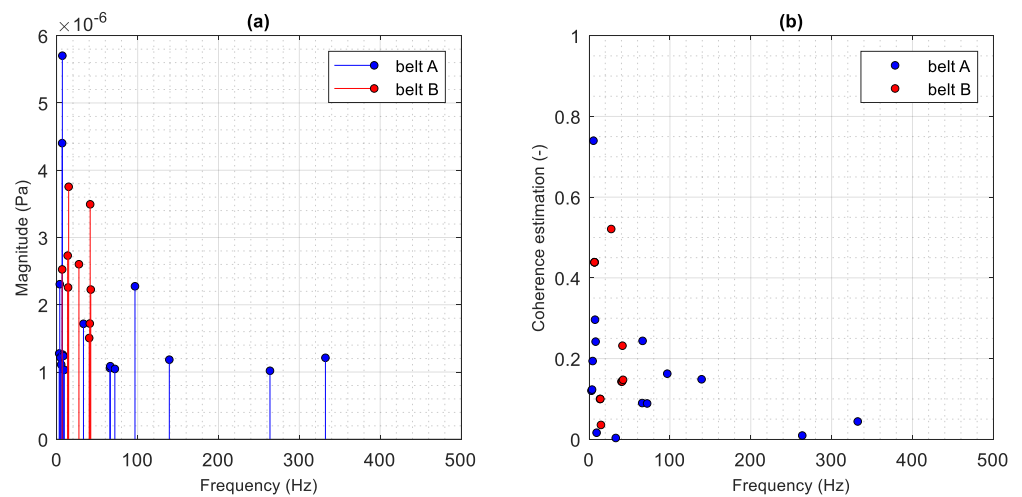 (a)
×10⁻⁶
6
5
4
3
2
1
0
Magnitude (Pa)
0 100 200 300 400 500
Frequency (Hz)
belt A
belt B
(b)
1
0.8
0.6
0.4
0.2
0
Coherence estimation (-)
0 100 200 300 400 500
Frequency (Hz)
belt A
belt B